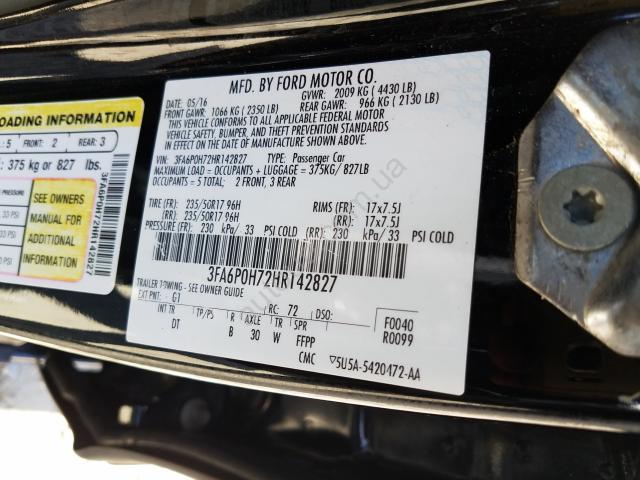 MFD. BY FORD MOTOR CO.
DATE: 05/16 GVWR: 2009 KG ( 4430 LB)
FRONT GAWR: 1066 KG ( 2350 LB) REAR GAWR: 966 KG ( 2130 LB)
THIS VEHICLE CONFORMS TO ALL APPLICABLE FEDERAL MOTOR
VEHICLE SAFETY, BUMPER, AND THEFT PREVENTION STANDARDS
IN EFFECT ON THE DATE OF MANUFACTURE SHOWN ABOVE.
VIN: 3FA6P0H72HR142827 TYPE: Passenger Car
MAXIMUM LOAD = OCCUPANTS + LUGGAGE = 375KG/ 827LB
OCCUPANTS = 5 TOTAL: 2 FRONT, 3 REAR
TIRE (FR): 235/50R17 96H RIMS (FR): 17x7.5J
(RR): 235/50R17 96H (RR): 17x7.5J
PRESSURE (FR): 230 kPa/ 33 PSI COLD (RR): 230 kPa/ 33 PSI COLD
3FA6P0H72HR142827
TRAILER TOWING - SEE OWNER GUIDE
EXT PNT: G1 RC: 72 DSO:
INT TR TP/PS R AXLE TR SPR F0040
DT B 30 W FFPP R0099
CMC ▽5U5A-5420472-AA
LOADING INFORMATION
: 5 FRONT: 2 REAR: 3
: 375 kg or 827 lbs.
SEE OWNERS
MANUAL FOR
ADDITIONAL
INFORMATION
33 PSI
3FA6P0H72HR142827